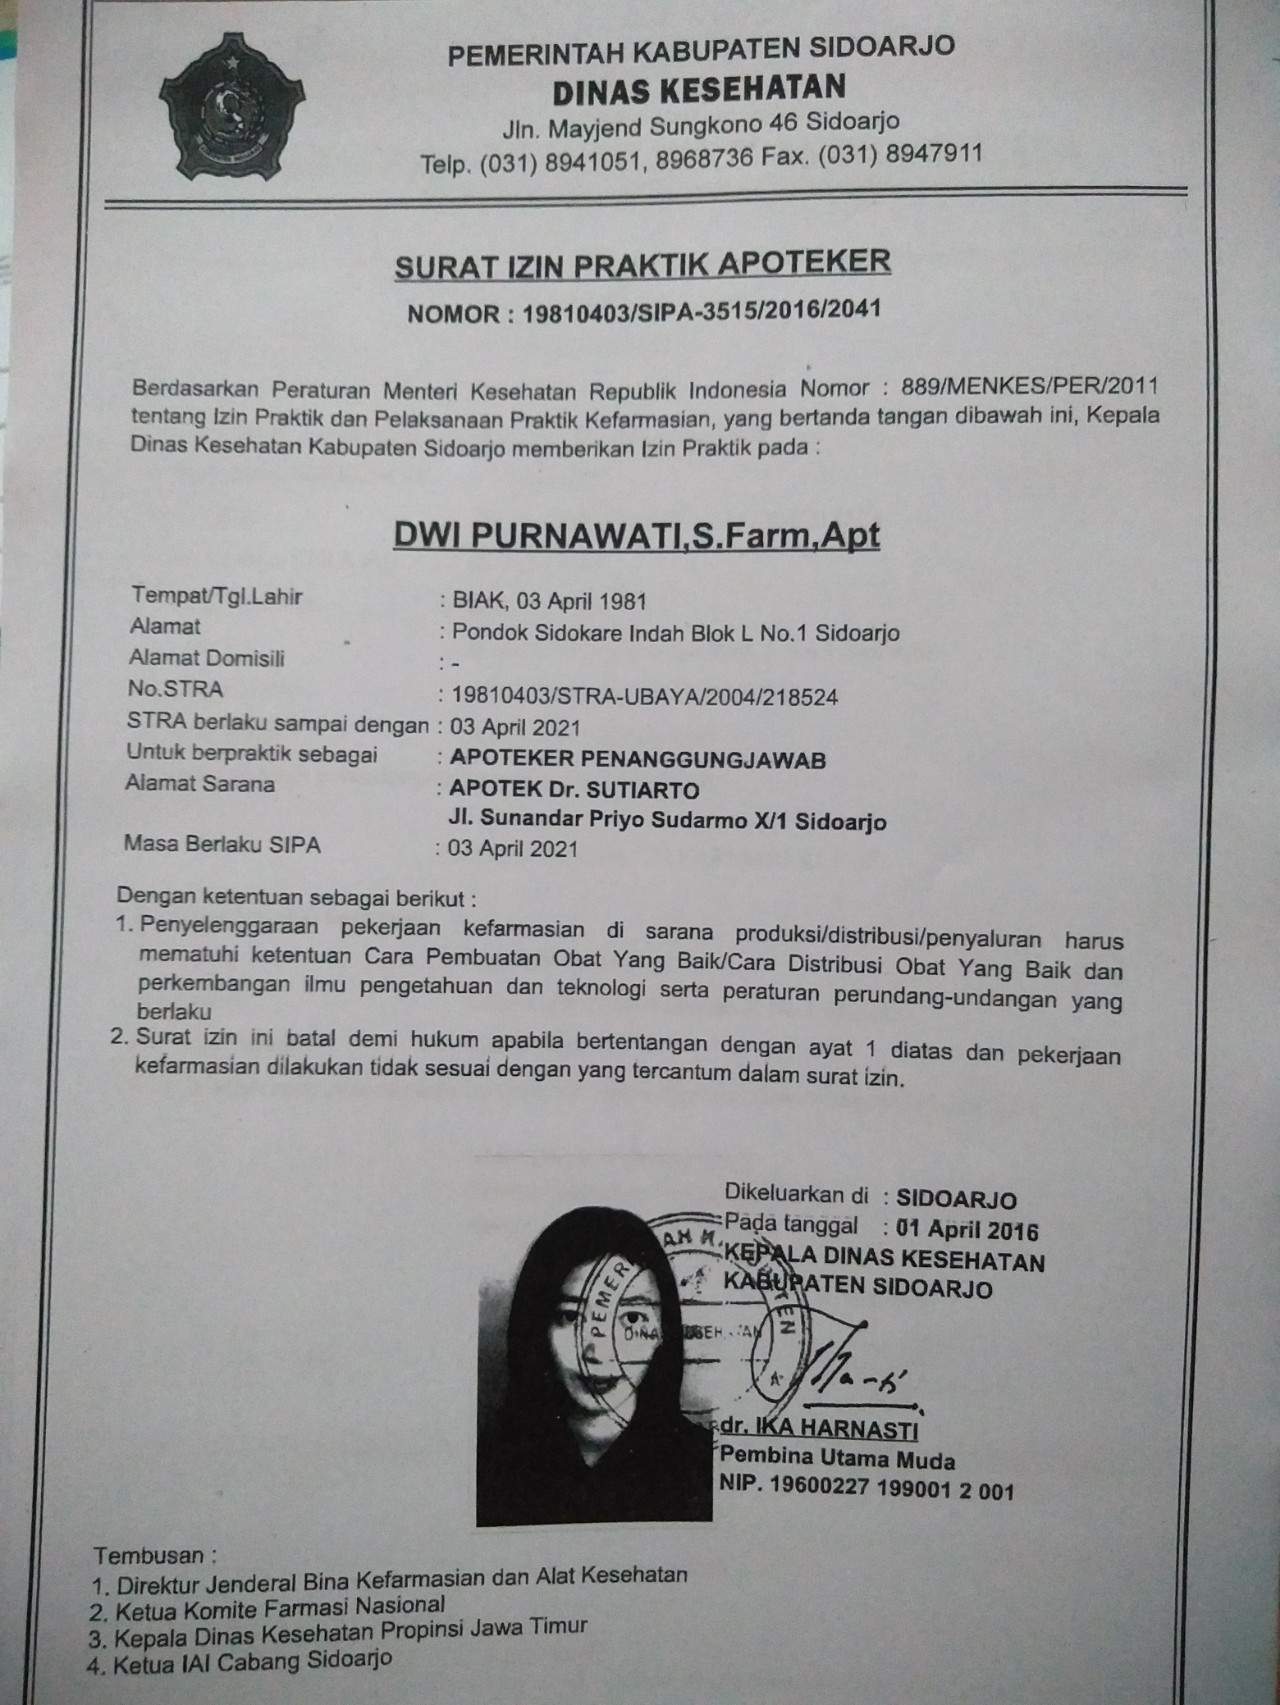 PEMERINTAH KABUPATEN SIDOARJO
DINAS KESEHATAN
Jln. Mayjend Sungkono 46 Sidoarjo
Telp. (031) 8941051, 8968736 Fax. (031) 8947911
SURAT IZIN PRAKTIK APOTEKER
NOMOR : 19810403/SIPA-3515/2016/2041
Berdasarkan Peraturan Menteri Kesehatan Republik Indonesia Nomor : 889/MENKES/PER/2011
tentang Izin Praktik dan Pelaksanaan Praktik Kefarmasian, yang bertanda tangan dibawah ini, Kepala
Dinas Kesehatan Kabupaten Sidoarjo memberikan Izin Praktik pada :
DWI PURNAWATI,S.Farm,Apt
Tempat/Tgl.Lahir : BIAK, 03 April 1981
Alamat : Pondok Sidokare Indah Blok L No.1 Sidoarjo
Alamat Domisili : -
No.STRA : 19810403/STRA-UBAYA/2004/218524
STRA berlaku sampai dengan : 03 April 2021
Untuk berpraktik sebagai : APOTEKER PENANGGUNGJAWAB
Alamat Sarana : APOTEK Dr. SUTIARTO
Jl. Sunandar Priyo Sudarmo X/1 Sidoarjo
Masa Berlaku SIPA : 03 April 2021
Dengan ketentuan sebagai berikut :
1. Penyelenggaraan pekerjaan kefarmasian di sarana produksi/distribusi/penyaluran harus
mematuhi ketentuan Cara Pembuatan Obat Yang Baik/Cara Distribusi Obat Yang Baik dan
perkembangan ilmu pengetahuan dan teknologi serta peraturan perundang-undangan yang
berlaku
2. Surat izin ini batal demi hukum apabila bertentangan dengan ayat 1 diatas dan pekerjaan
kefarmasian dilakukan tidak sesuai dengan yang tercantum dalam surat izin.
Dikeluarkan di : SIDOARJO
Pada tanggal : 01 April 2016
KEPALA DINAS KESEHATAN
KABUPATEN SIDOARJO
dr. IKA HARNASTI
Pembina Utama Muda
NIP. 19600227 199001 2 001
Tembusan :
1. Direktur Jenderal Bina Kefarmasian dan Alat Kesehatan
2. Ketua Komite Farmasi Nasional
3. Kepala Dinas Kesehatan Propinsi Jawa Timur
4. Ketua IAI Cabang Sidoarjo